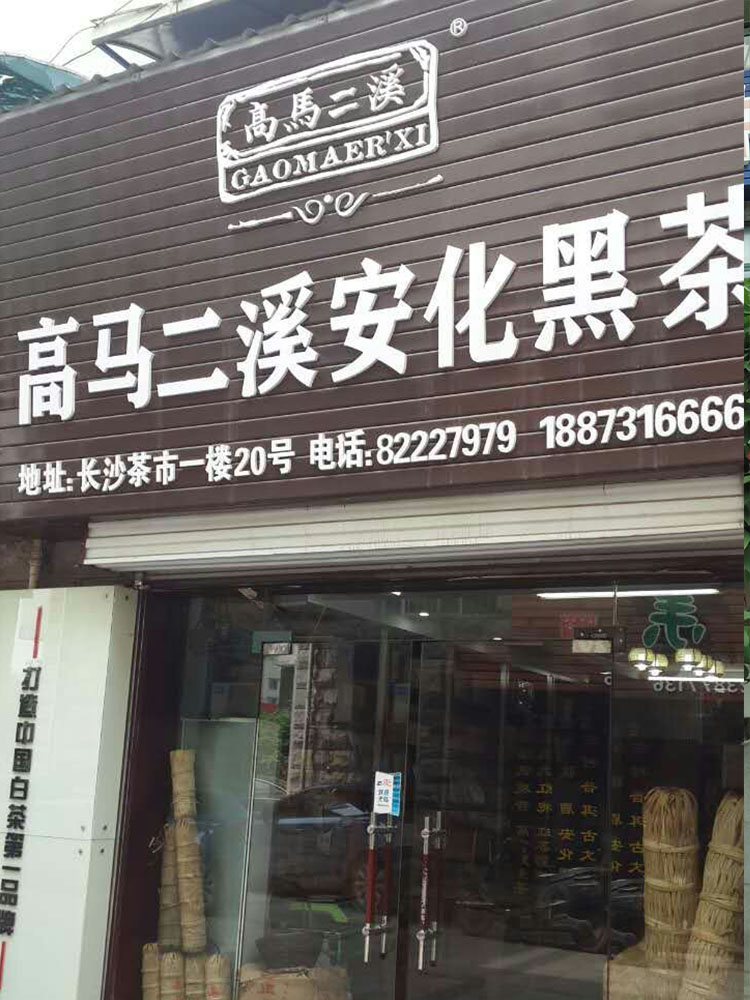 ®
高馬二溪
GAOMAER'XI
高马二溪安化黑茶
地址:长沙茶市一楼20号 电话:82227979 18873166666
打造中国白茶第一品牌